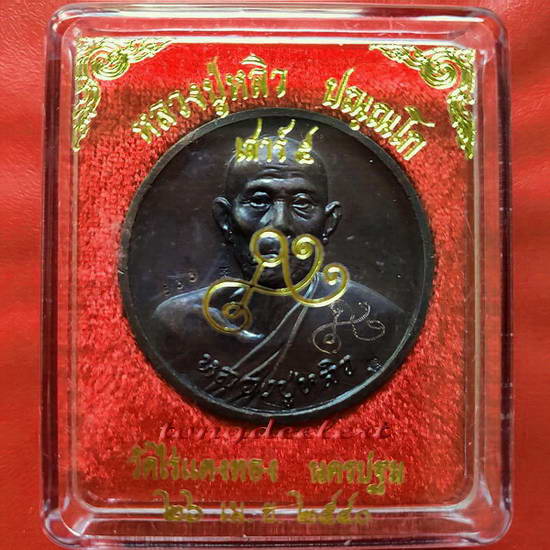 หลวงปู่หลิว ปณฺณโก
เสาร์ ๕
หลวงปู่หลิว
วัดไร่แตงทอง นครปฐม
๒๖ เม.ย. ๒๕๔๓